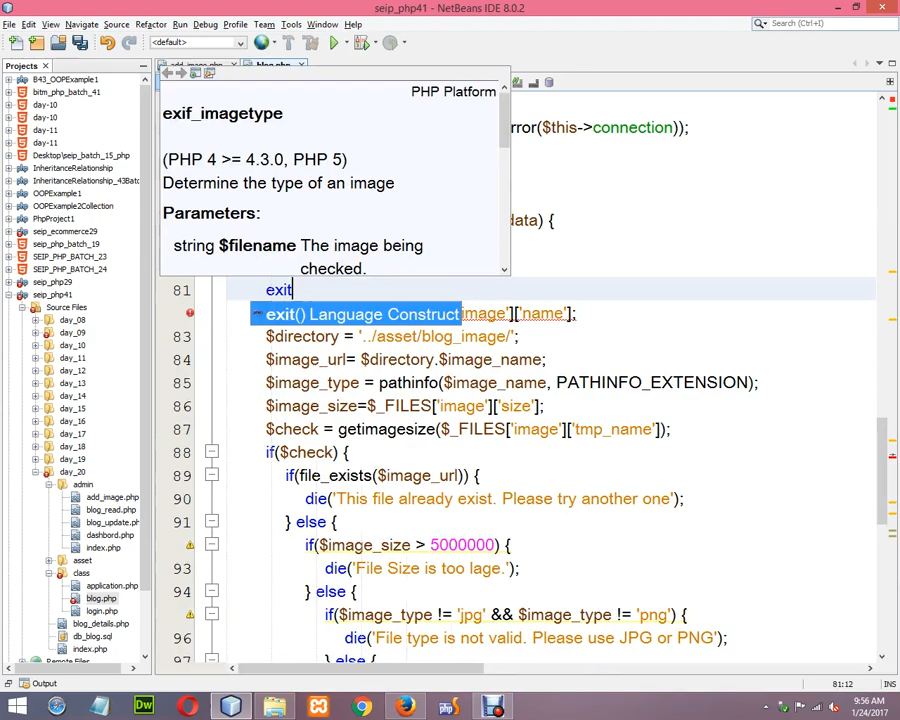 seip_php41 - NetBeans IDE 8.0.2
File Edit View Navigate Source Refactor Run Debug Profile Team Tools Window Help
Search (Ctrl+I)
<default>
Projects
B43_OOPExample1
bitm_php_batch_41
day-10
day-10
day-11
day-11
Desktop\seip_batch_15_php
InheritanceRelationship
InheritanceRelationship_43Batc
OOPExample1
OOPExample2Collection
PhpProject1
seip_ecommerce29
seip_php_batch_19
SEIP_PHP_BATCH_23
SEIP_PHP_BATCH_24
seip_php29
seip_php41
Source Files
day_08
day_09
day_10
day_11
day_12
day_13
day_14
day_15
day_16
day_17
day_18
day_19
day_20
admin
add_image.php
blog_read.php
blog_update.php
dashbord.php
index.php
asset
class
application.php
blog.php
login.php
blog_details.php
db_blog.sql
index.php
Remote Files
add_image.php
blog.php
PHP Platform
exif_imagetype
(PHP 4 >= 4.3.0, PHP 5)
Determine the type of an image
Parameters:
string $filename The image being
checked.
rror($this->connection));
data) {
81 exit
exit() Language Construct
image']['name'];
83 $directory = '../asset/blog_image/';
84 $image_url= $directory.$image_name;
85 $image_type = pathinfo($image_name, PATHINFO_EXTENSION);
86 $image_size=$_FILES['image']['size'];
87 $check = getimagesize($_FILES['image']['tmp_name']);
88 if($check) {
89 if(file_exists($image_url)) {
90 die('This file already exist. Please try another one');
91 } else {
if($image_size > 5000000) {
93 die('File Size is too lage.');
94 } else {
if($image_type != 'jpg' && $image_type != 'png') {
96 die('File type is not valid. Please use JPG or PNG');
97 } else {
Output
81:12
INS
9:56 AM
1/24/2017